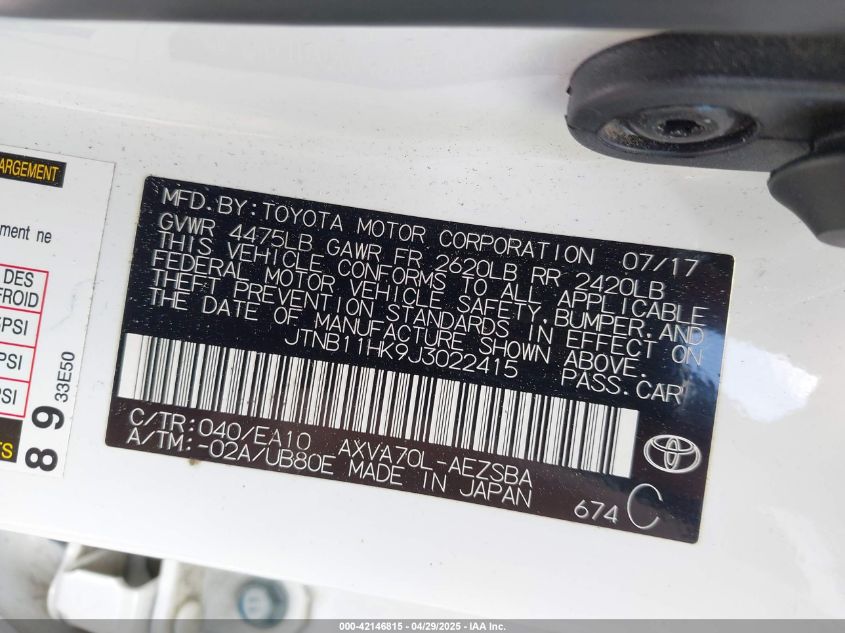 ARGEMENT
ment ne
DES
FROID
PSI
PSI
PSI
TS
89
33E50
MFD.BY:TOYOTA MOTOR CORPORATION 07/17
GVWR 4475LB GAWR FR 2620LB RR 2420LB
THIS VEHICLE CONFORMS TO ALL APPLICABLE
FEDERAL MOTOR VEHICLE SAFETY,BUMPER,AND
THEFT PREVENTION STANDARDS IN EFFECT ON
THE DATE OF MANUFACTURE SHOWN ABOVE.
JTNB11HK9J3022415 PASS.CAR
C/TR:040/EA10 AXVA70L-AEZSBA
A/TM:-02A/UB80E MADE IN JAPAN
674 C
000-42146815 - 04/29/2025 - IAA Inc.